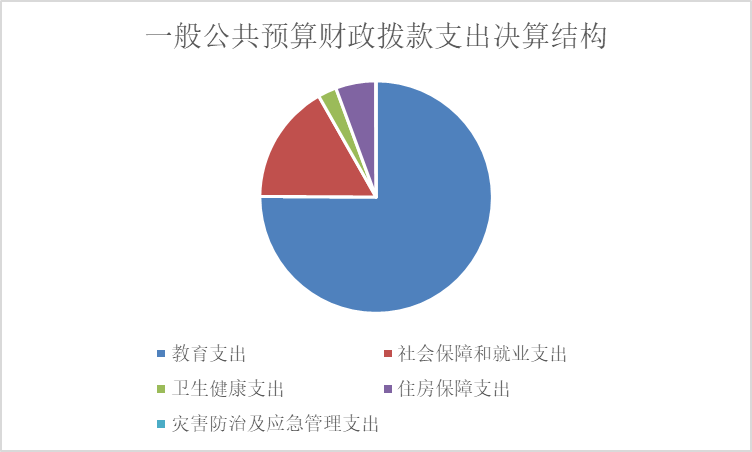 一般公共预算财政拨款支出决算结构
教育支出
社会保障和就业支出
卫生健康支出
住房保障支出
灾害防治及应急管理支出